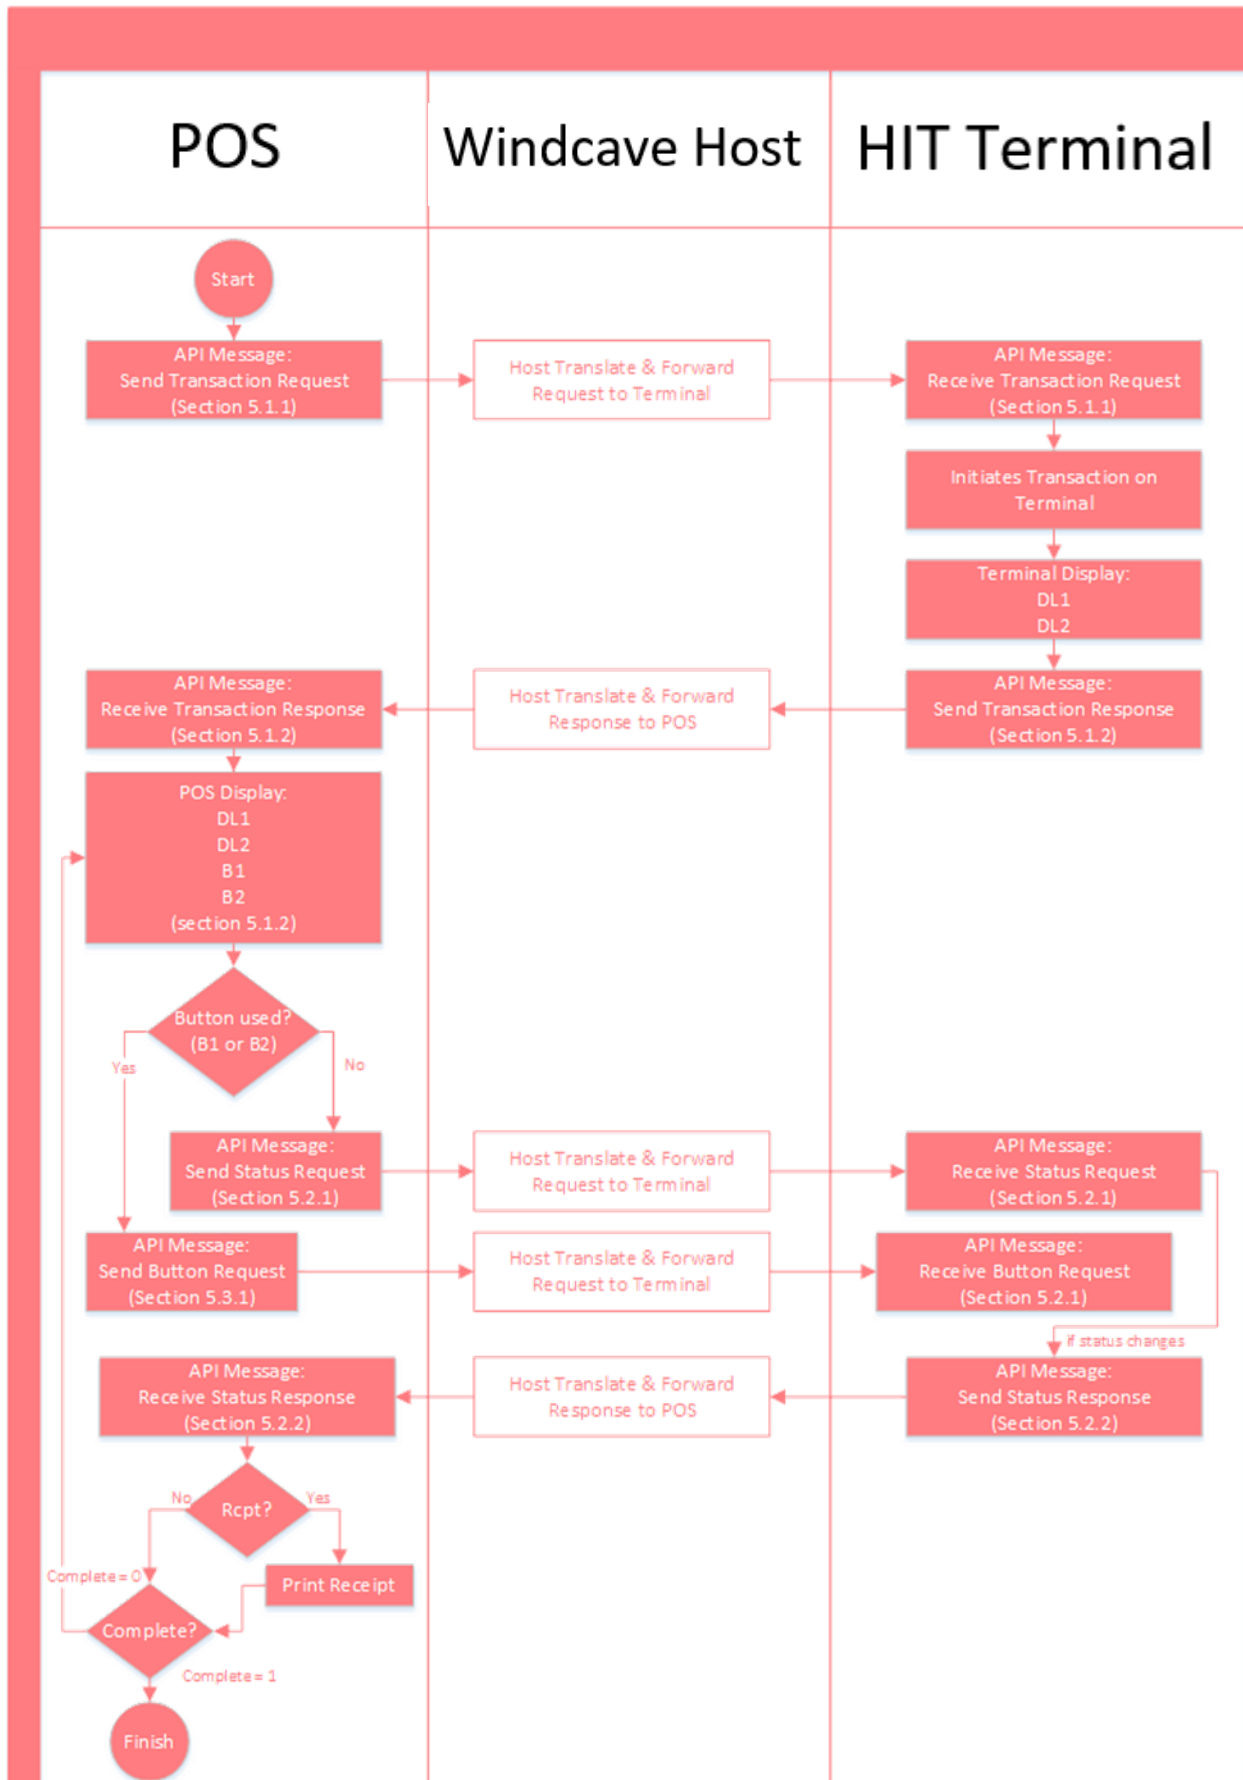 POS
Windcave Host
HIT Terminal
Start
API Message:
Send Transaction Request
(Section 5.1.1)
Host Translate & Forward
Request to Terminal
API Message:
Receive Transaction Request
(Section 5.1.1)
Initiates Transaction on
Terminal
Terminal Display:
DL1
DL2
API Message:
Receive Transaction Response
(Section 5.1.2)
Host Translate & Forward
Response to POS
API Message:
Send Transaction Response
(Section 5.1.2)
POS Display:
DL1
DL2
B1
B2
(section 5.1.2)
Button used?
(B1 or B2)
Yes
No
API Message:
Send Status Request
(Section 5.2.1)
Host Translate & Forward
Request to Terminal
API Message:
Receive Status Request
(Section 5.2.1)
API Message:
Send Button Request
(Section 5.3.1)
Host Translate & Forward
Request to Terminal
API Message:
Receive Button Request
(Section 5.2.1)
if status changes
API Message:
Receive Status Response
(Section 5.2.2)
Host Translate & Forward
Response to POS
API Message:
Send Status Response
(Section 5.2.2)
No
Yes
Rcpt?
Complete = 0
Print Receipt
Complete?
Complete = 1
Finish